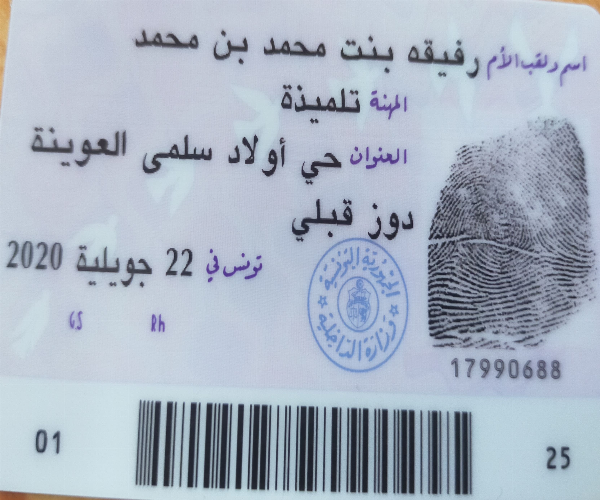 اسم ولقب الأم رفيقه بنت محمد بن محمد
المهنة تلميذة
العنوان حي أولاد سلمى العوينة
دوز قبلي
تونس في 22 جويلية 2020
الجمهورية التونسية
وزارة الداخلية
GS Rh
17990688
01
25